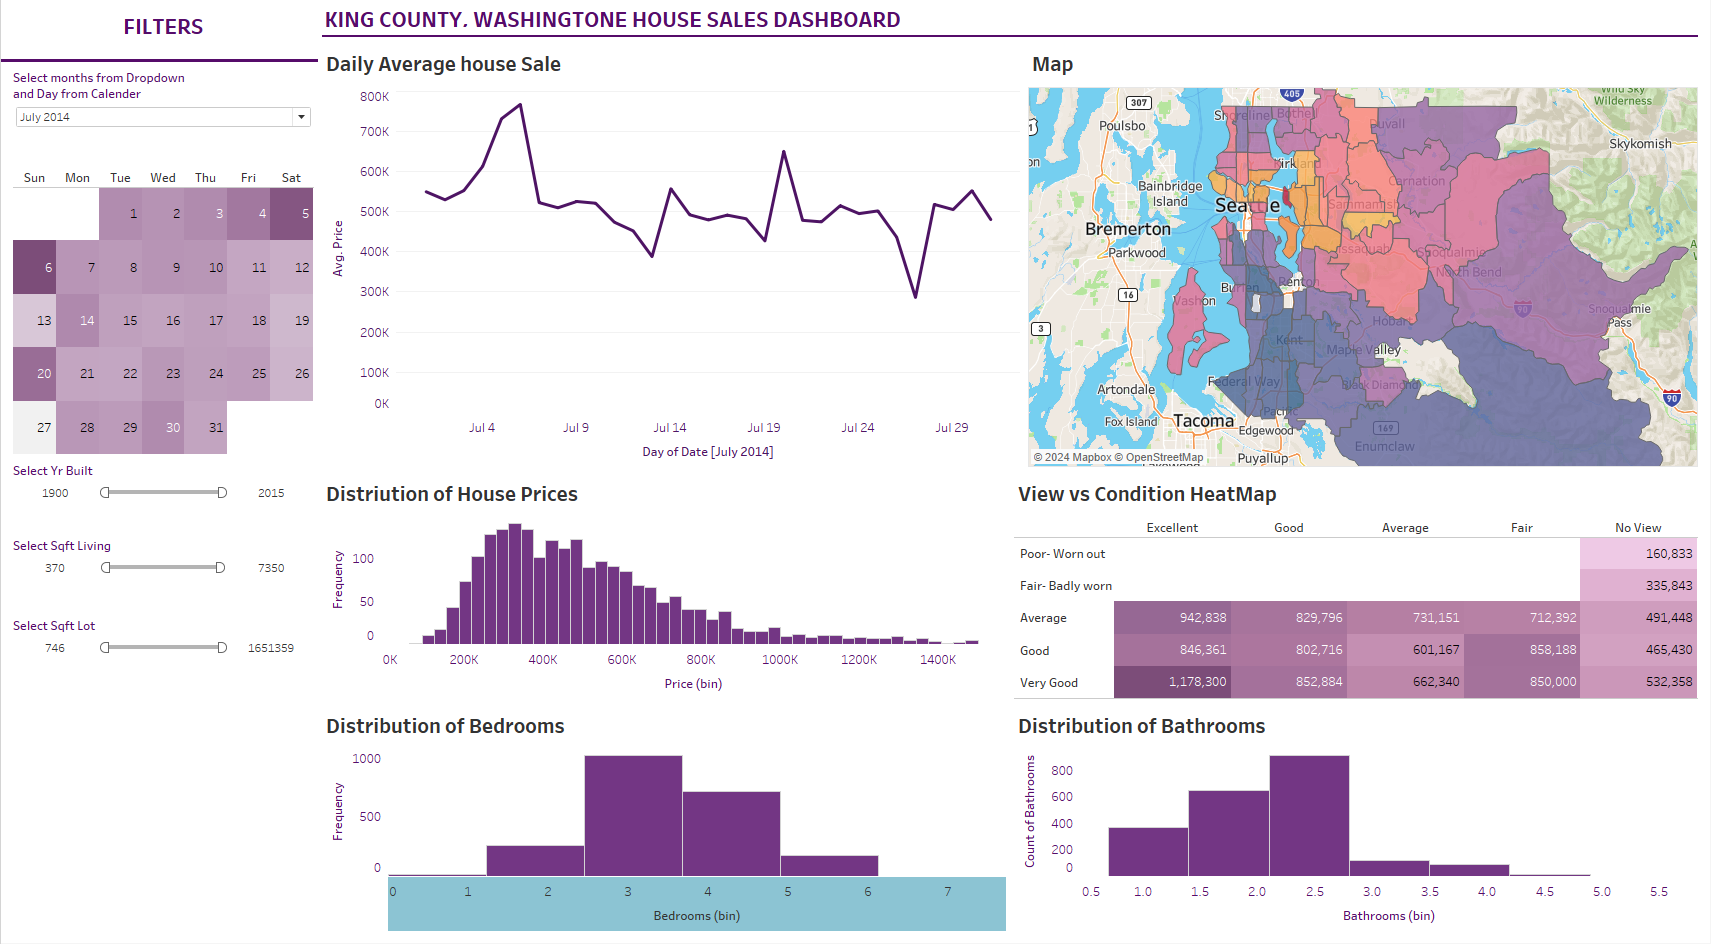 FILTERS
KING COUNTY. WASHINGTONE HOUSE SALES DASHBOARD
Select months from Dropdown
and Day from Calender
July 2014
Sun Mon Tue Wed Thu Fri Sat
1 2 3 4 5
6 7 8 9 10 11 12
13 14 15 16 17 18 19
20 21 22 23 24 25 26
27 28 29 30 31
Select Yr Built
1900 2015
Select Sqft Living
370 7350
Select Sqft Lot
746 1651359
Daily Average house Sale
Avg. Price
800K
700K
600K
500K
400K
300K
200K
100K
0K
Jul 4 Jul 9 Jul 14 Jul 19 Jul 24 Jul 29
Day of Date [July 2014]
Map
405
Wild Sky
Wilderness
307
Poulsbo
Shoreline
Bothell
Duvall
Skykomish
Kirkland
Bainbridge
Island
Carnation
Seattle
Sammamish
Bremerton
Issaquah
Snoqualmie
Parkwood
North Bend
16
Burien
Renton
Vashon
90
Snoqualmie
Pass
3
Hobart
Kent
Maple Valley
Federal Way
Black Diamond
Artondale
90
Pacific
Fox Island
Tacoma
Edgewood
169
Enumclaw
© 2024 Mapbox © OpenStreetMap
Puyallup
Lakewood
Distriution of House Prices
Frequency
100
50
0
0K 200K 400K 600K 800K 1000K 1200K 1400K
Price (bin)
View vs Condition HeatMap
Excellent Good Average Fair No View
Poor- Worn out 160,833
Fair- Badly worn 335,843
Average 942,838 829,796 731,151 712,392 491,448
Good 846,361 802,716 601,167 858,188 465,430
Very Good 1,178,300 852,884 662,340 850,000 532,358
Distribution of Bedrooms
Frequency
1000
500
0
0 1 2 3 4 5 6 7
Bedrooms (bin)
Distribution of Bathrooms
Count of Bathrooms
800
600
400
200
0
0.5 1.0 1.5 2.0 2.5 3.0 3.5 4.0 4.5 5.0 5.5
Bathrooms (bin)